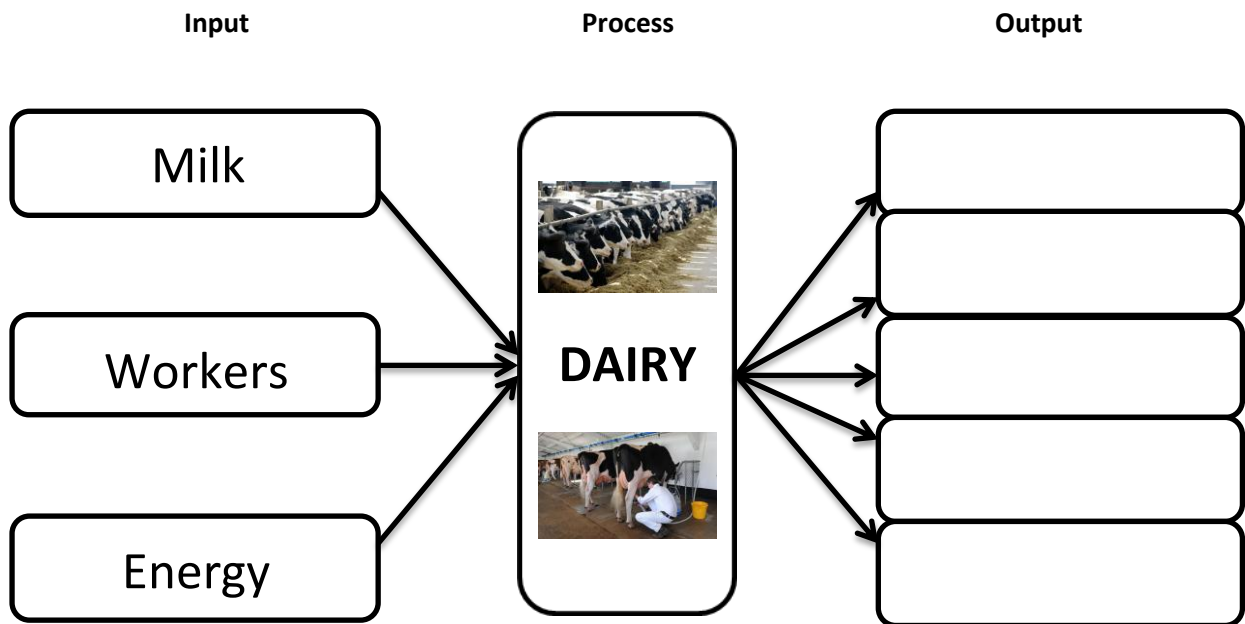 Input
Process
Output
Milk
Workers
Energy
DAIRY